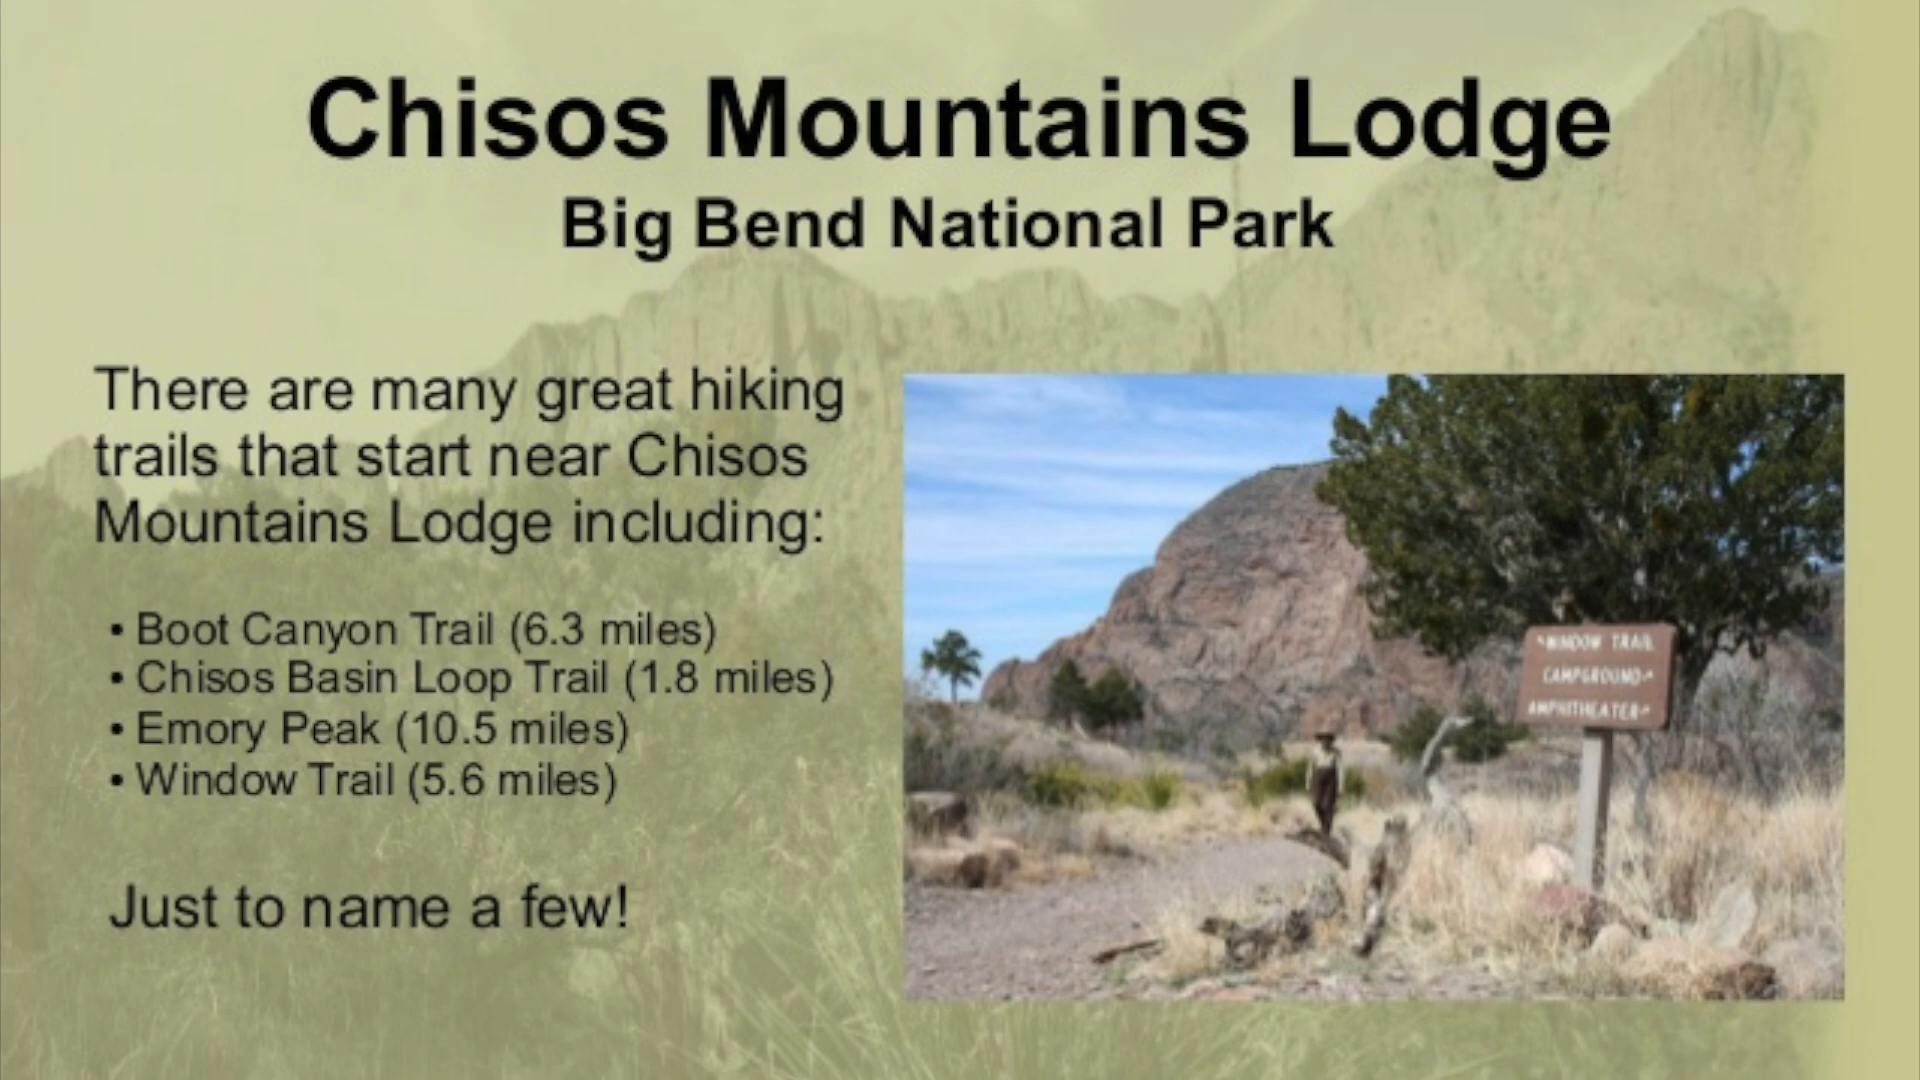 Chisos Mountains Lodge
Big Bend National Park
There are many great hiking
trails that start near Chisos
Mountains Lodge including:
• Boot Canyon Trail (6.3 miles)
• Chisos Basin Loop Trail (1.8 miles)
• Emory Peak (10.5 miles)
• Window Trail (5.6 miles)
Just to name a few!
WINDOW TRAIL
CAMPGROUND
AMPHITHEATER